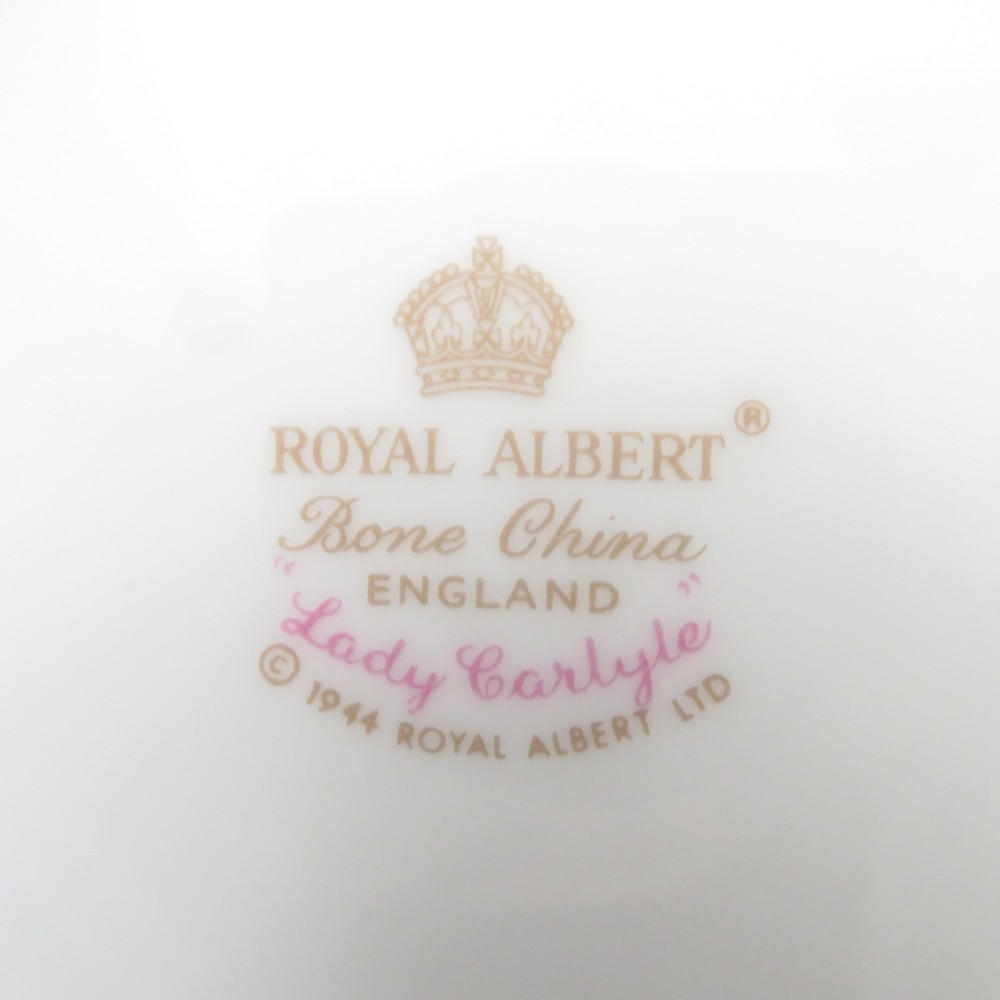 ROYAL ALBERT®
Bone China
ENGLAND
"Lady Carlyle"
© 1944 ROYAL ALBERT LTD